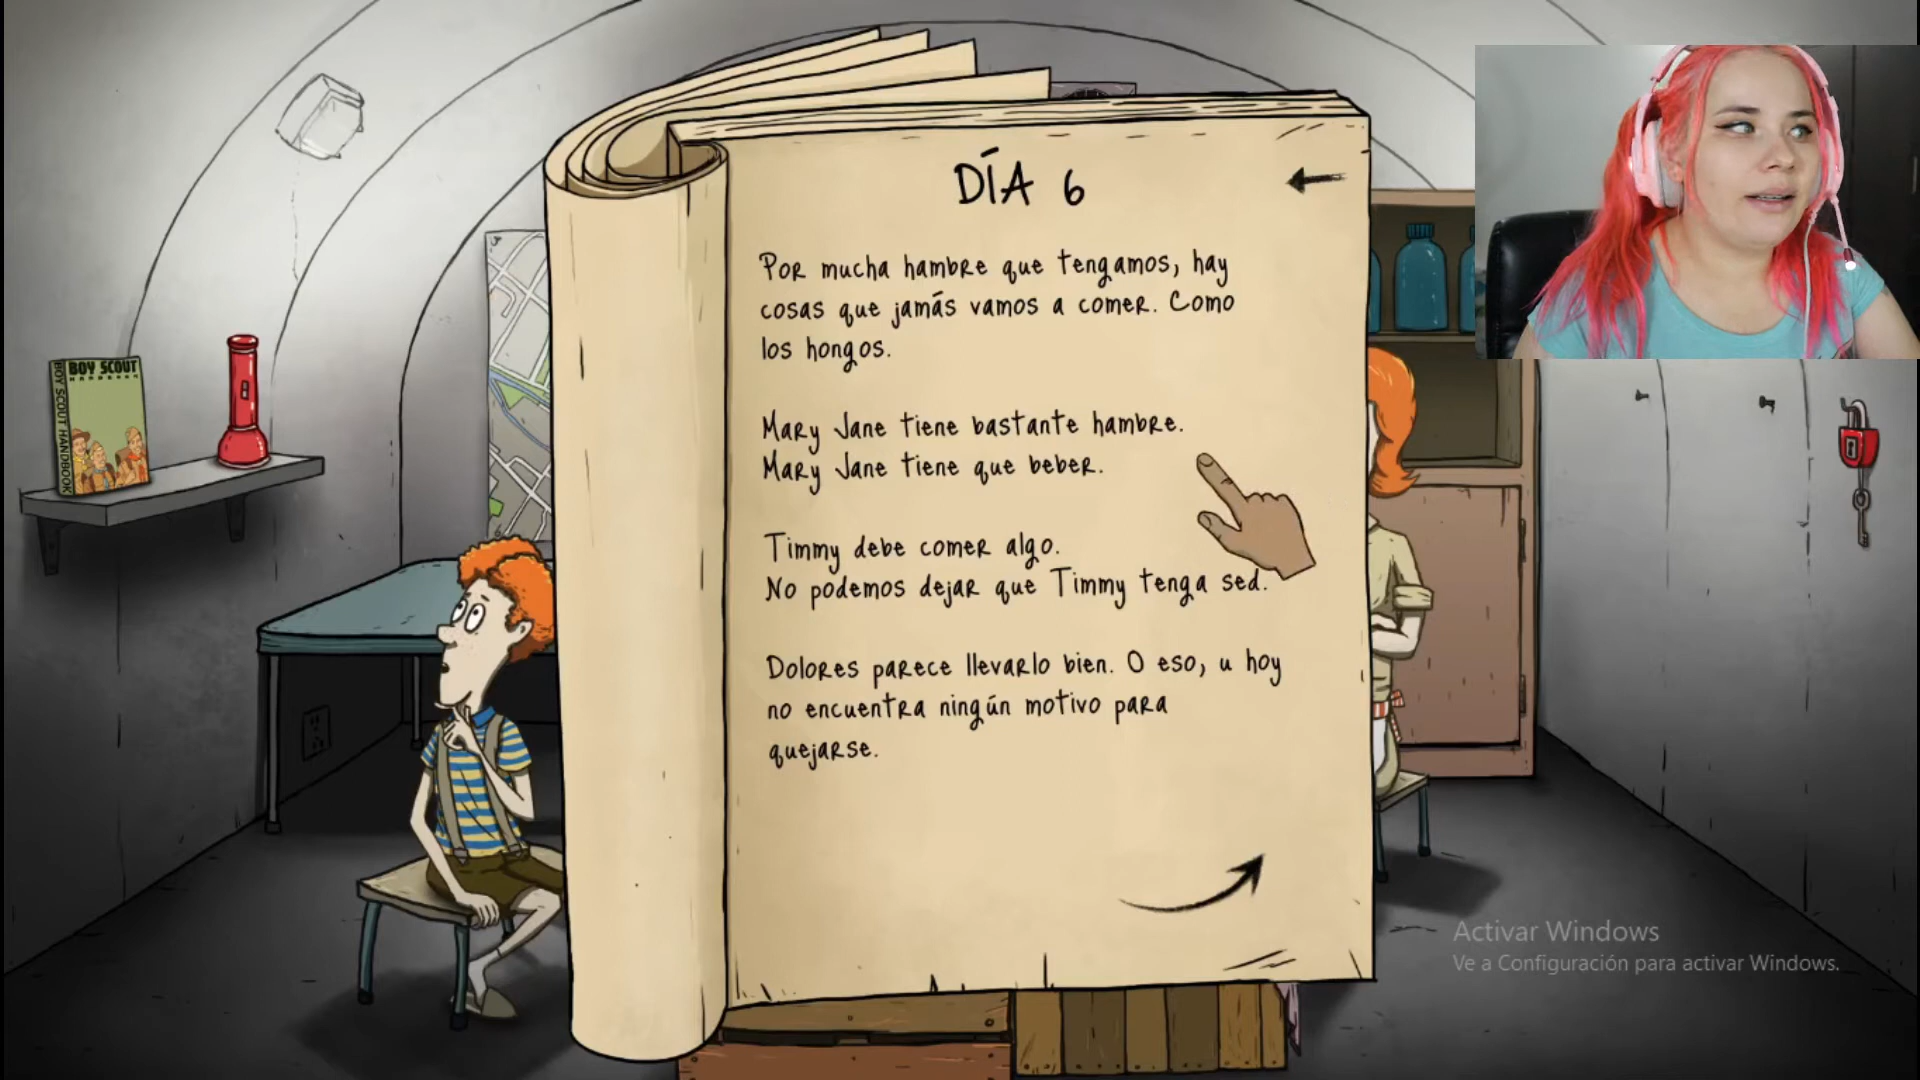 DÍA 6
Por mucha hambre que tengamos, hay
cosas que jamás vamos a comer. Como
los hongos.
Mary Jane tiene bastante hambre.
Mary Jane tiene que beber.
Timmy debe comer algo.
No podemos dejar que Timmy tenga sed.
Dolores parece llevarlo bien. O eso, u hoy
no encuentra ningún motivo para
quejarse.
BOY SCOUT
HANDBOOK
BOY SCOUT HANDBOOK
Activar Windows
Ve a Configuración para activar Windows.